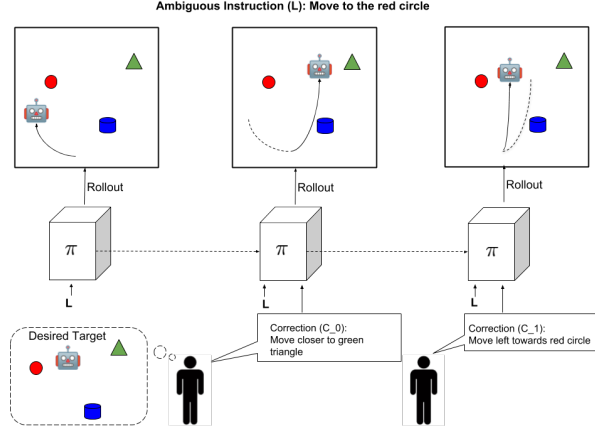 Ambiguous Instruction (L): Move to the red circle
Rollout
Rollout
Rollout
π
π
π
L
L
L
Desired Target
Correction (C_0):
Move closer to green
triangle
Correction (C_1):
Move left towards red circle